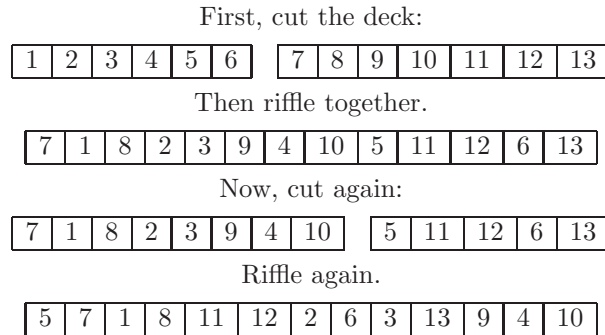 First, cut the deck:
1 2 3 4 5 6 7 8 9 10 11 12 13
Then riffle together.
7 1 8 2 3 9 4 10 5 11 12 6 13
Now, cut again:
7 1 8 2 3 9 4 10 5 11 12 6 13
Riffle again.
5 7 1 8 11 12 2 6 3 13 9 4 10